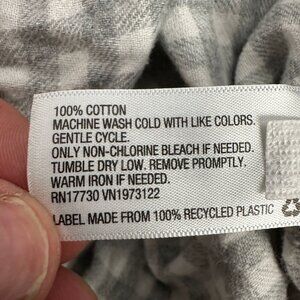 100% COTTON
MACHINE WASH COLD WITH LIKE COLORS.
GENTLE CYCLE.
ONLY NON-CHLORINE BLEACH IF NEEDED.
TUMBLE DRY LOW. REMOVE PROMPTLY.
WARM IRON IF NEEDED.
RN17730 VN1973122
LABEL MADE FROM 100% RECYCLED PLASTIC